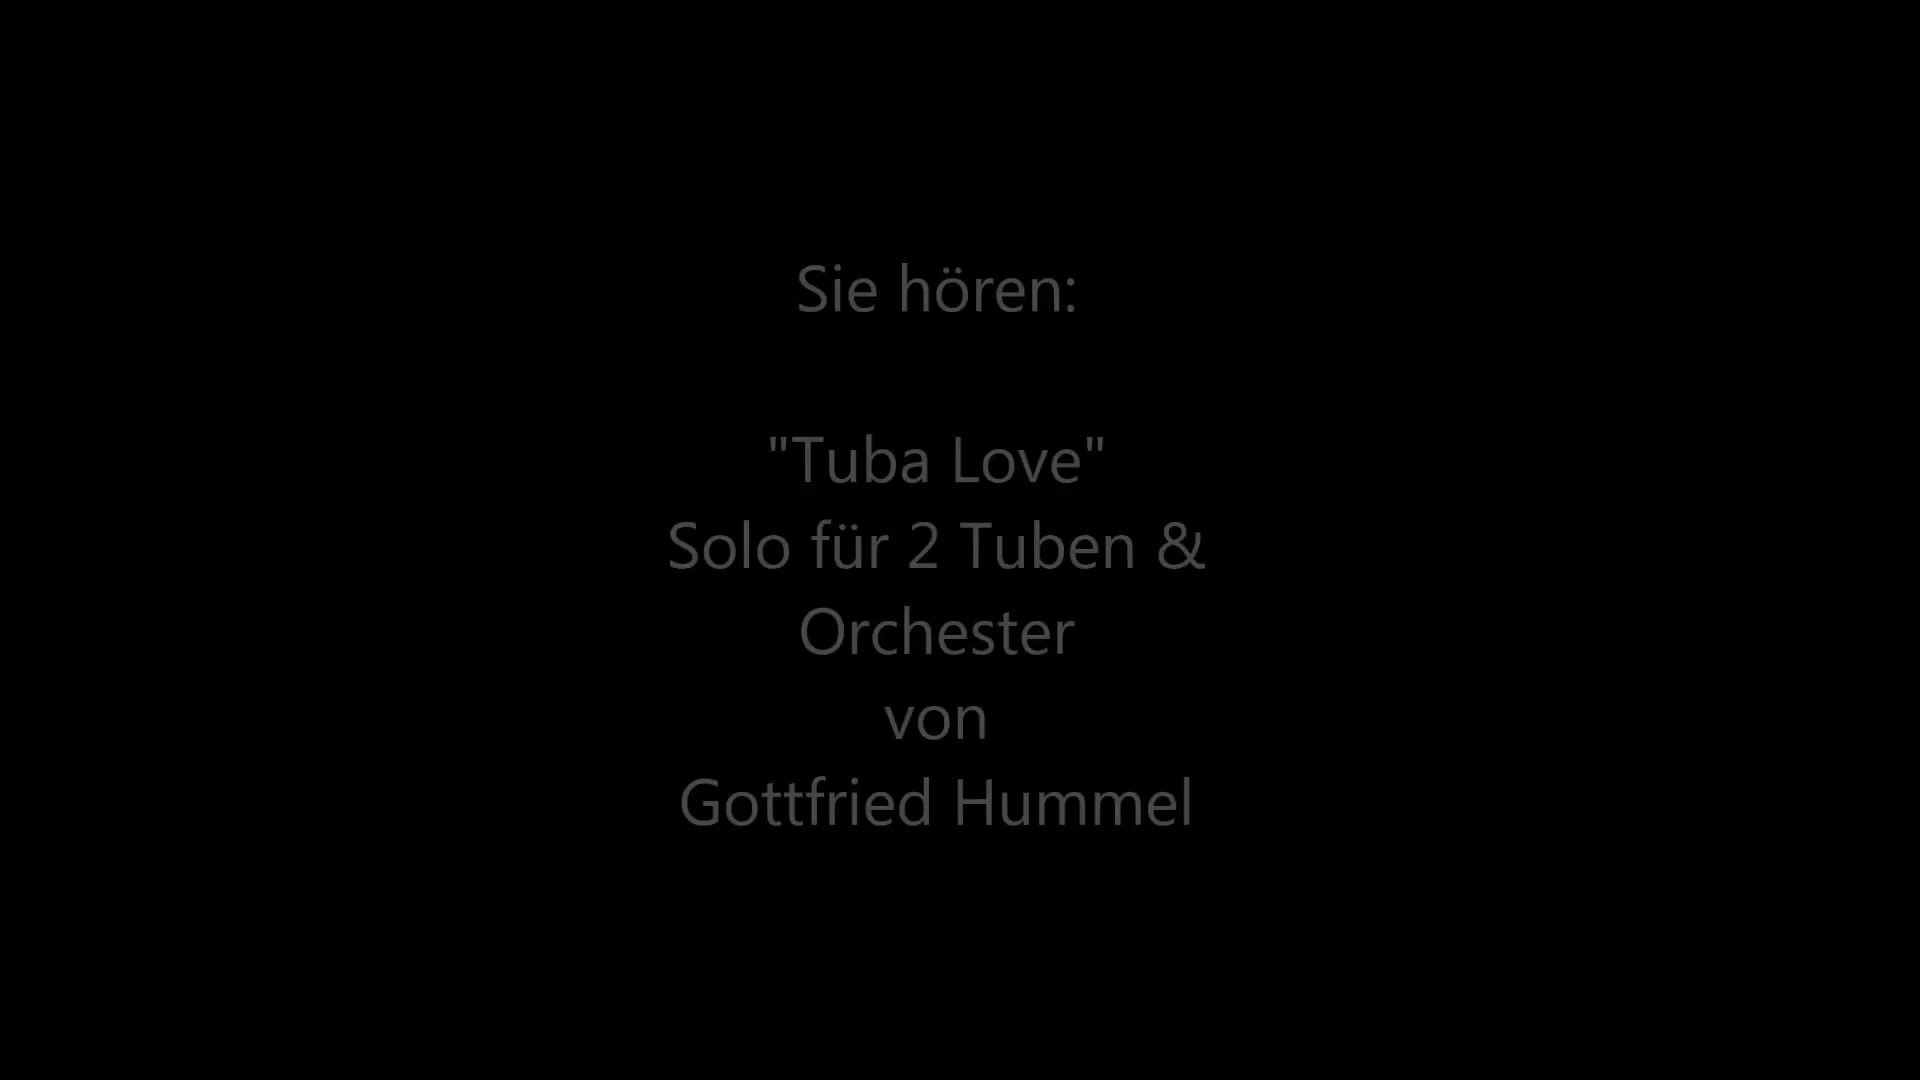 Sie hören:
"Tuba Love"
Solo für 2 Tuben &
Orchester
von
Gottfried Hummel